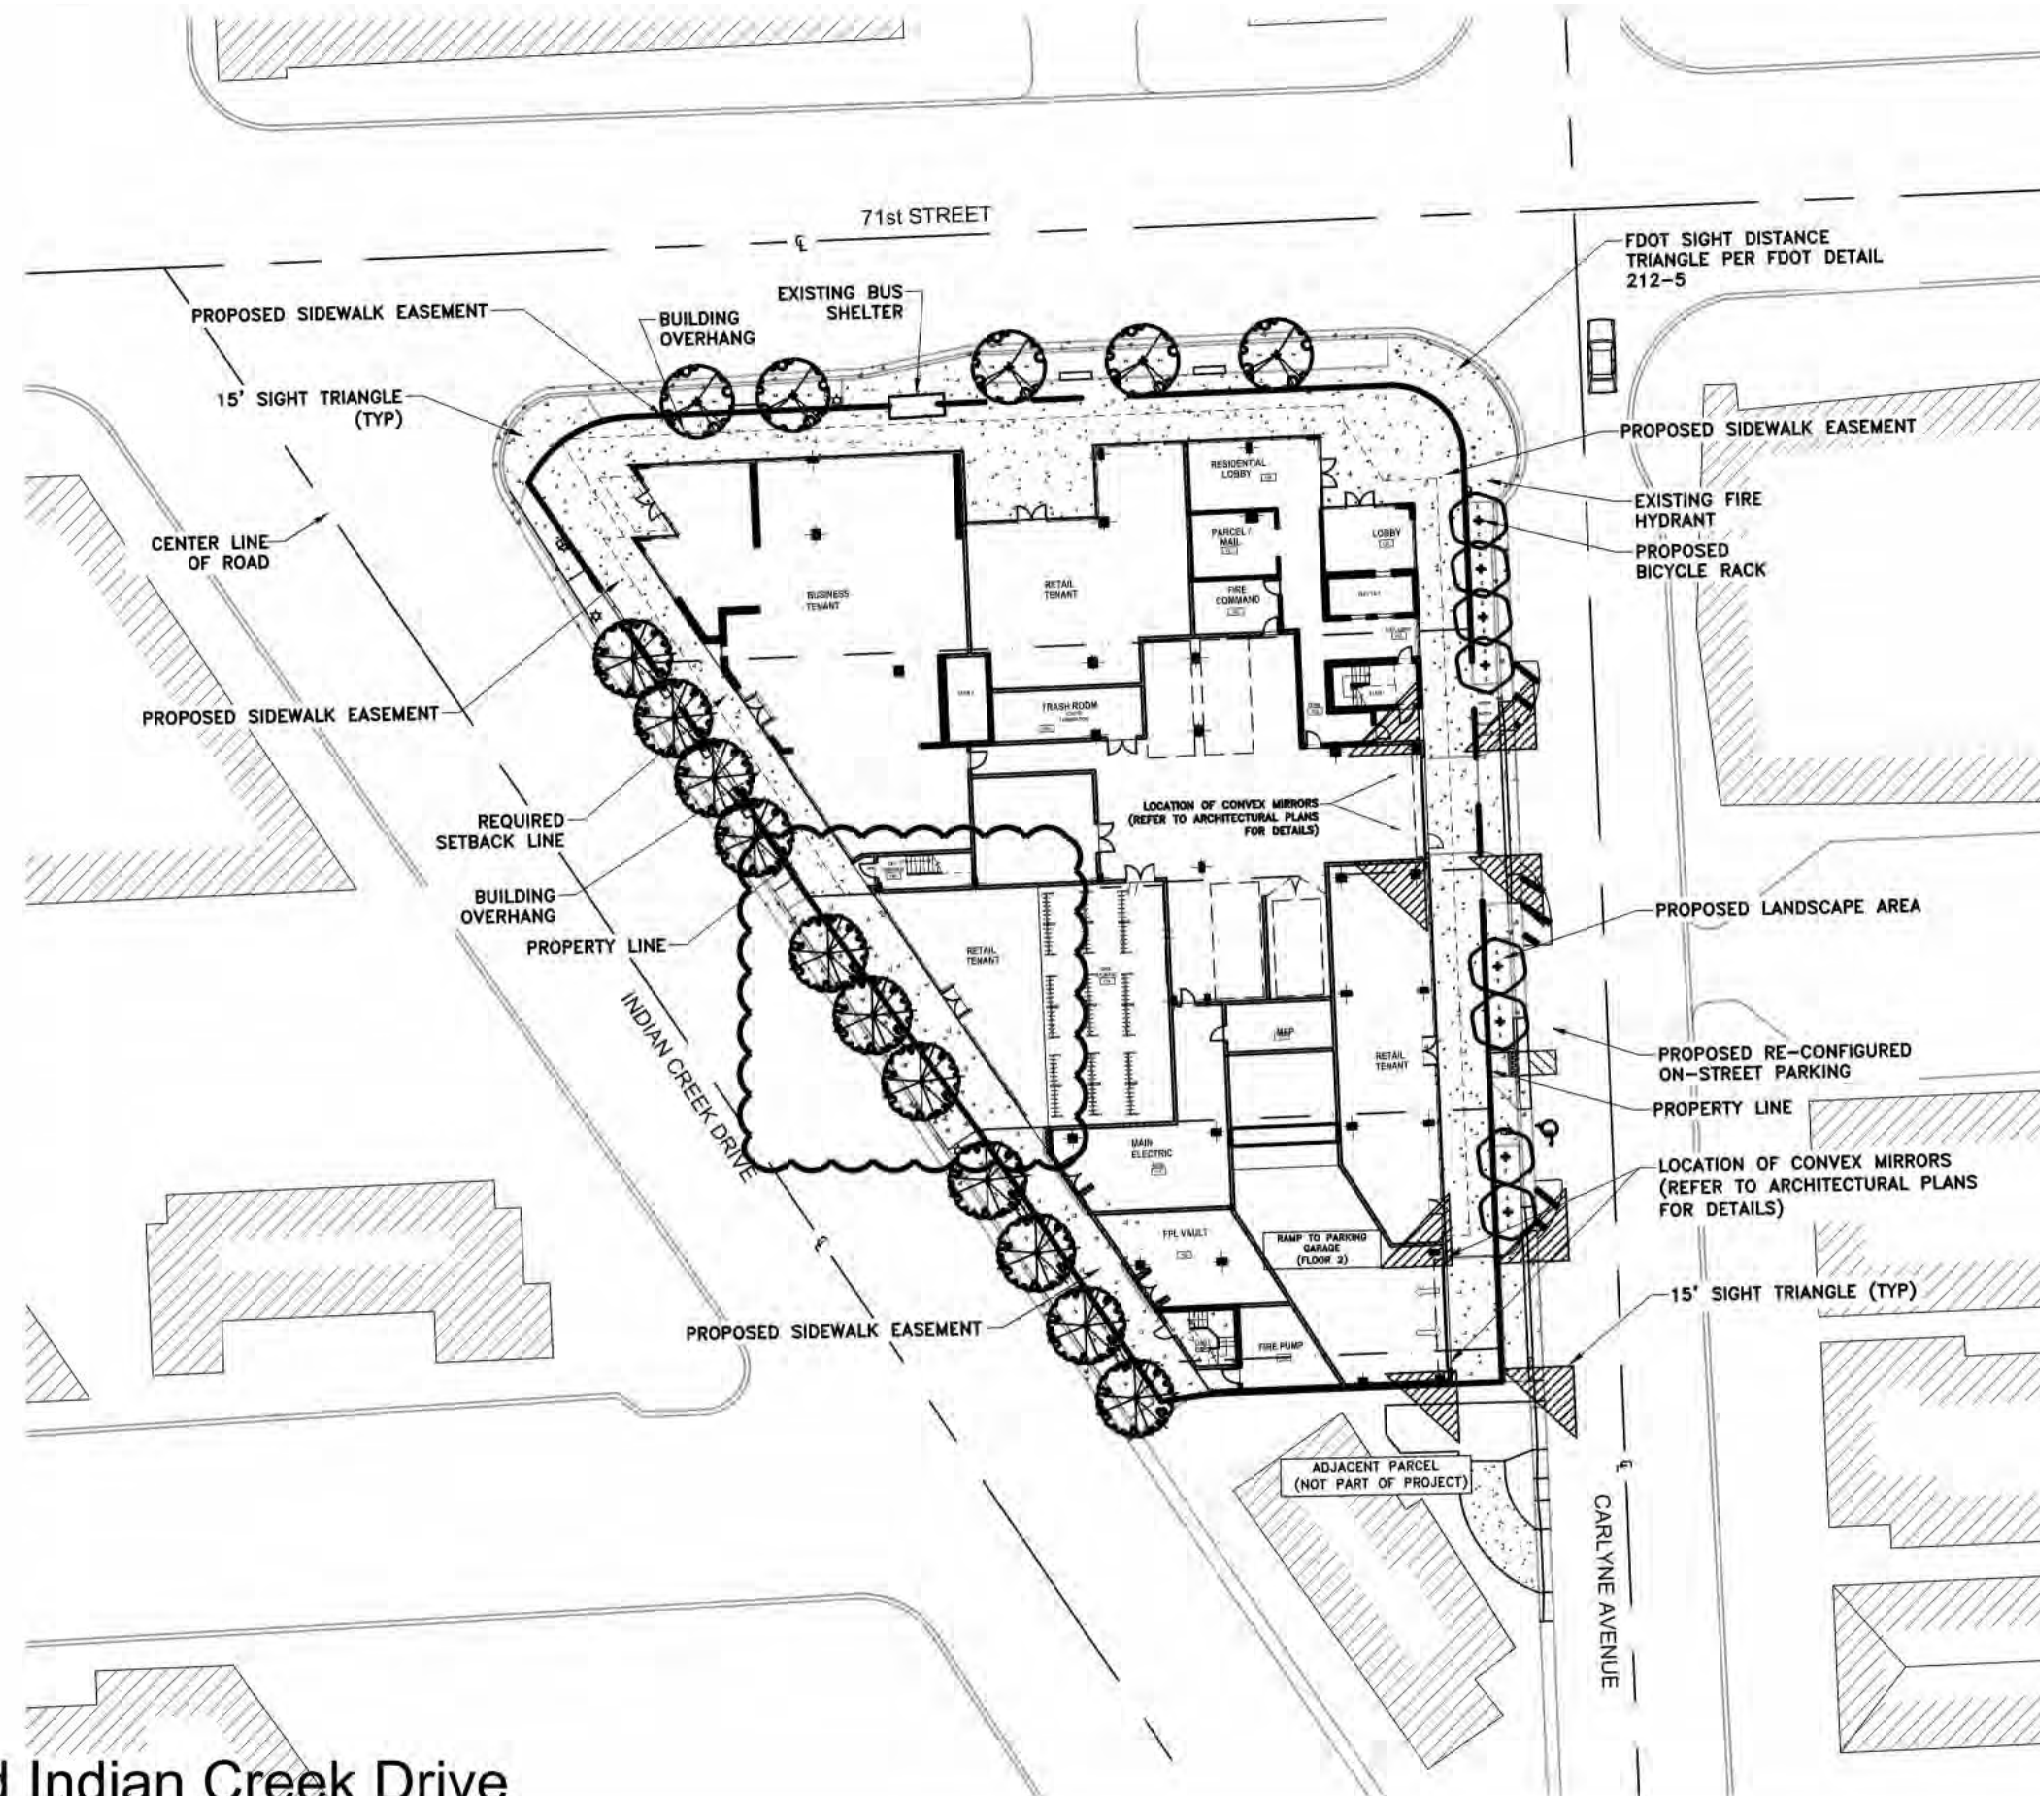 71st STREET
FDOT SIGHT DISTANCE
TRIANGLE PER FDOT DETAIL
212-5
PROPOSED SIDEWALK EASEMENT
EXISTING BUS
SHELTER
BUILDING
OVERHANG
15' SIGHT TRIANGLE
(TYP)
PROPOSED SIDEWALK EASEMENT
RESIDENTIAL
LOBBY
EXISTING FIRE
HYDRANT
CENTER LINE
OF ROAD
PARCEL /
MAIL
LOBBY
PROPOSED
BICYCLE RACK
BUSINESS
TENANT
RETAIL
TENANT
FIRE
COMMAND
PROPOSED SIDEWALK EASEMENT
TRASH ROOM
REQUIRED
SETBACK LINE
LOCATION OF CONVEX MIRRORS
(REFER TO ARCHITECTURAL PLANS
FOR DETAILS)
BUILDING
OVERHANG
PROPERTY LINE
RETAIL
TENANT
PROPOSED LANDSCAPE AREA
INDIAN CREEK DRIVE
RETAIL
TENANT
PROPOSED RE-CONFIGURED
ON-STREET PARKING
PROPERTY LINE
MAIN
ELECTRIC
LOCATION OF CONVEX MIRRORS
(REFER TO ARCHITECTURAL PLANS
FOR DETAILS)
FPL VAULT
RAMP TO PARKING
GARAGE
(FLOOR 2)
15' SIGHT TRIANGLE (TYP)
PROPOSED SIDEWALK EASEMENT
FIRE PUMP
ADJACENT PARCEL
(NOT PART OF PROJECT)
CARLYNE AVENUE
Indian Creek Drive